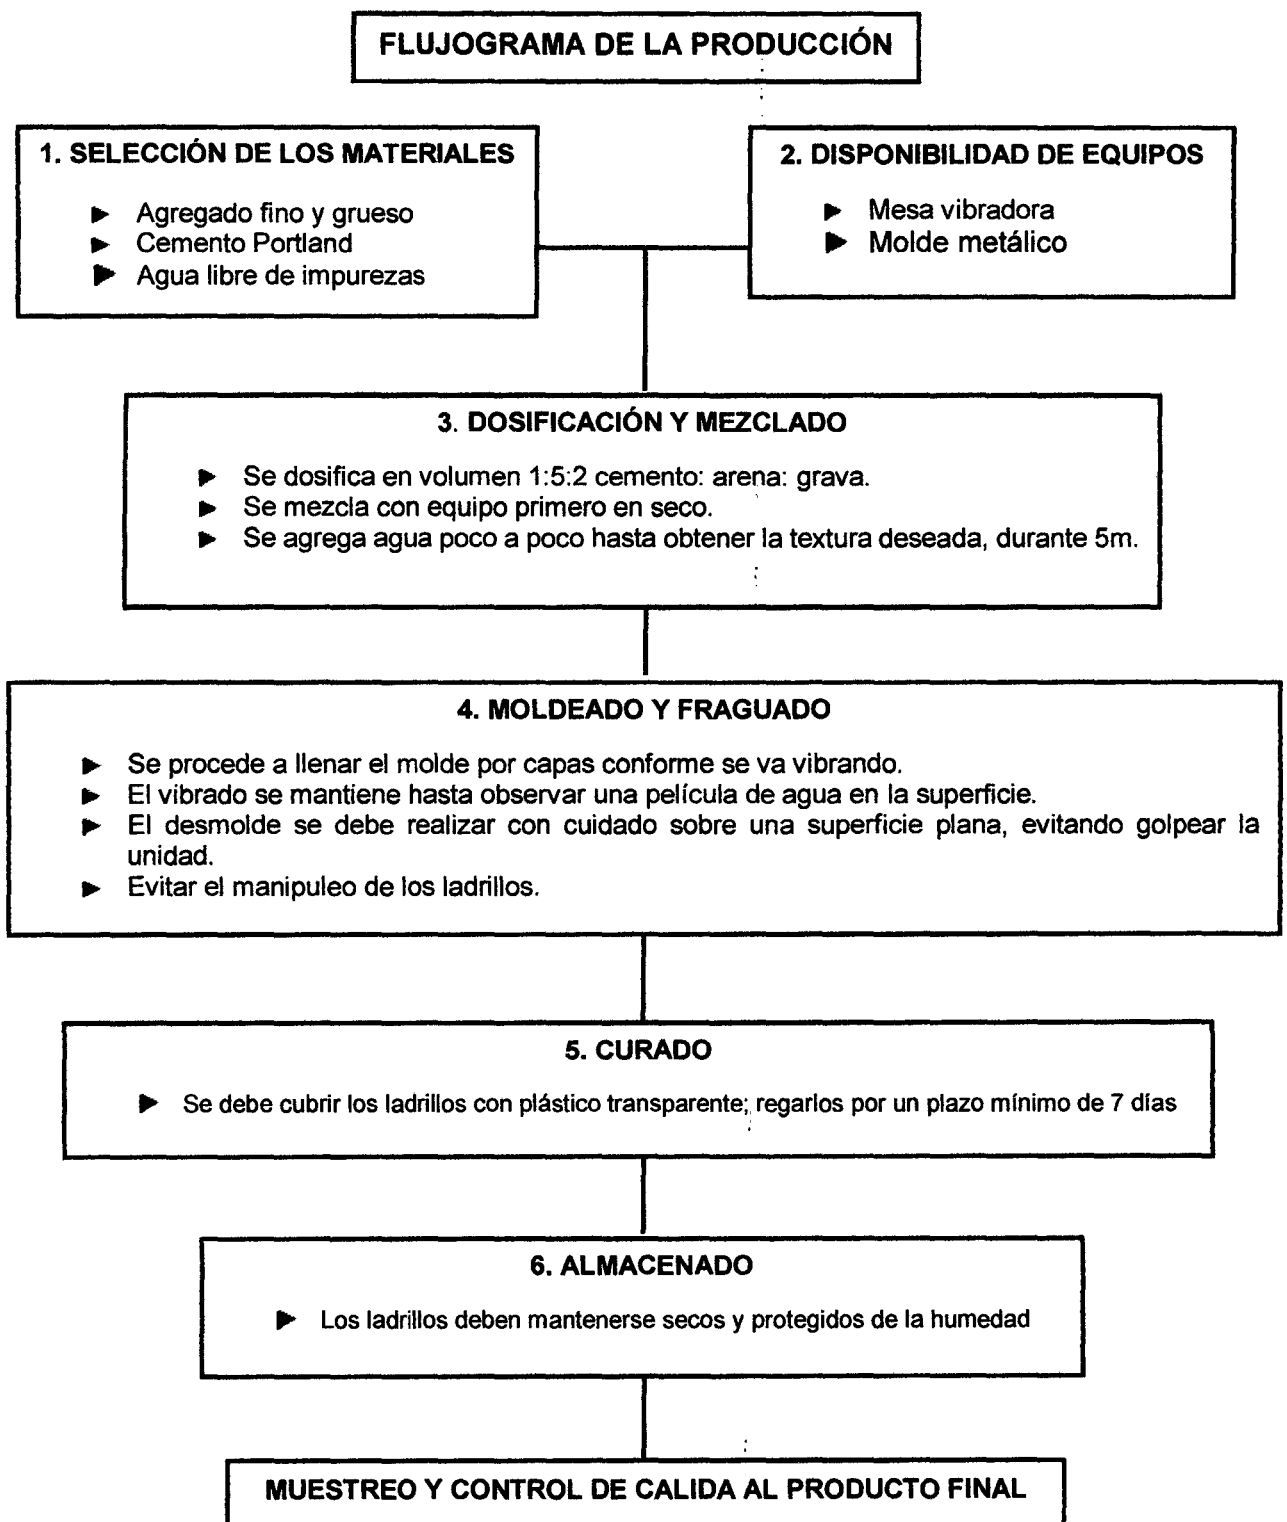 FLUJOGRAMA DE LA PRODUCCIÓN
1. SELECCIÓN DE LOS MATERIALES
► Agregado fino y grueso
► Cemento Portland
► Agua libre de impurezas
2. DISPONIBILIDAD DE EQUIPOS
► Mesa vibradora
► Molde metálico
3. DOSIFICACIÓN Y MEZCLADO
► Se dosifica en volumen 1:5:2 cemento: arena: grava.
► Se mezcla con equipo primero en seco.
► Se agrega agua poco a poco hasta obtener la textura deseada, durante 5m.
4. MOLDEADO Y FRAGUADO
► Se procede a llenar el molde por capas conforme se va vibrando.
► El vibrado se mantiene hasta observar una película de agua en la superficie.
► El desmolde se debe realizar con cuidado sobre una superficie plana, evitando golpear la
unidad.
► Evitar el manipuleo de los ladrillos.
5. CURADO
► Se debe cubrir los ladrillos con plástico transparente; regarlos por un plazo mínimo de 7 días
6. ALMACENADO
► Los ladrillos deben mantenerse secos y protegidos de la humedad
MUESTREO Y CONTROL DE CALIDA AL PRODUCTO FINAL